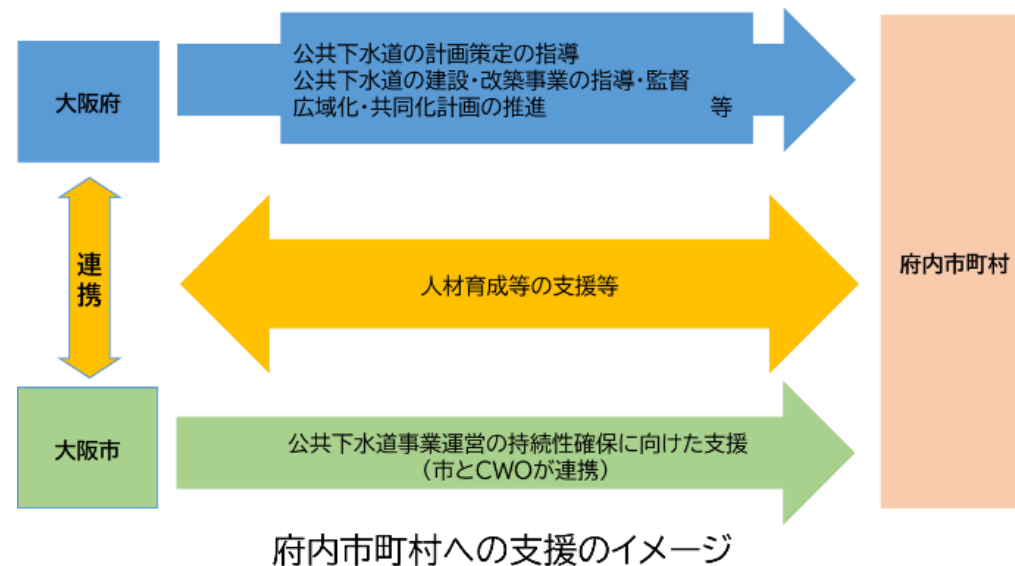 大阪府
公共下水道の計画策定の指導
公共下水道の建設・改築事業の指導・監督
広域化・共同化計画の推進 等
連携
人材育成等の支援等
府内市町村
大阪市
公共下水道事業運営の持続性確保に向けた支援
（市とCWOが連携）
府内市町村への支援のイメージ